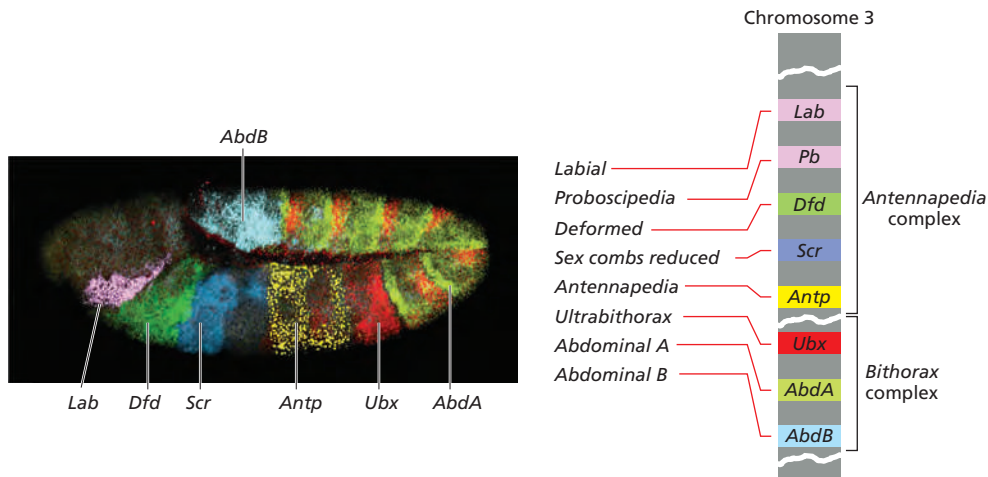 Chromosome 3
AbdB
Lab Dfd Scr Antp Ubx AbdA
Labial
Proboscipedia
Deformed
Sex combs reduced
Antennapedia
Ultrabithorax
Abdominal A
Abdominal B
Lab
Pb
Dfd
Scr
Antp
Ubx
AbdA
AbdB
Antennapedia
complex
Bithorax
complex